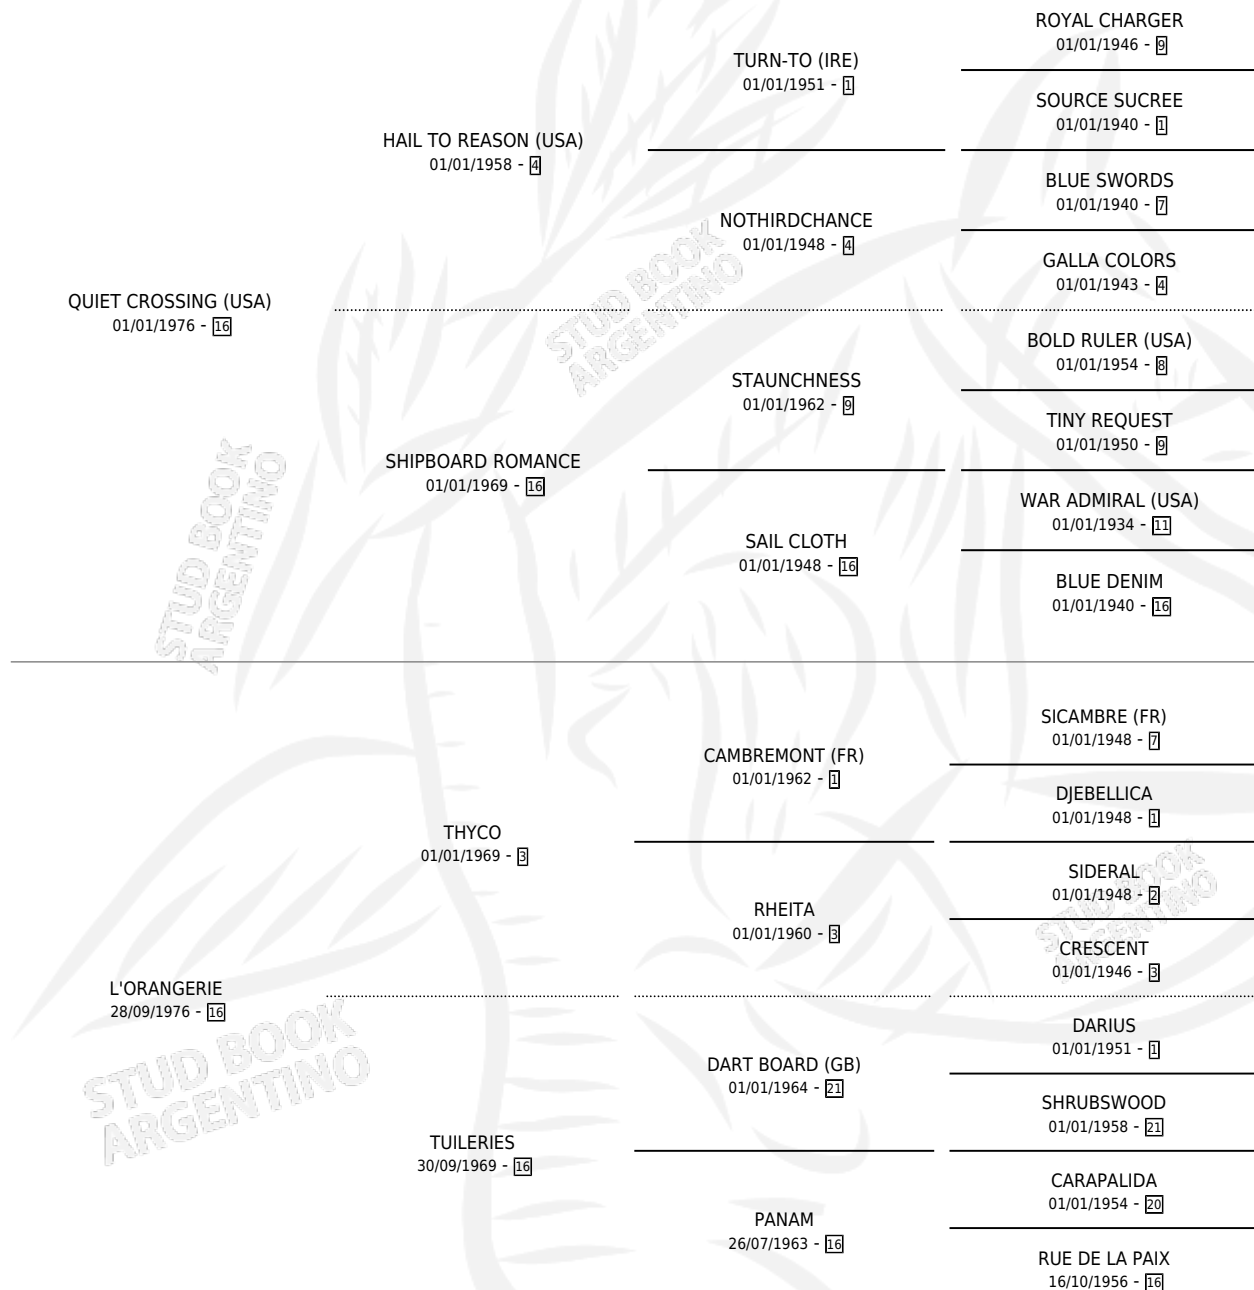 ROYAL CHARGER
01/01/1946 - 9
TURN-TO (IRE)
01/01/1951 - 1
SOURCE SUCREE
01/01/1940 - 1
HAIL TO REASON (USA)
01/01/1958 - 4
BLUE SWORDS
01/01/1940 - 7
NOTHIRDCHANCE
01/01/1948 - 4
GALLA COLORS
01/01/1943 - 4
QUIET CROSSING (USA)
01/01/1976 - 16
BOLD RULER (USA)
01/01/1954 - 8
STAUNCHNESS
01/01/1962 - 9
TINY REQUEST
01/01/1950 - 9
SHIPBOARD ROMANCE
01/01/1969 - 16
WAR ADMIRAL (USA)
01/01/1934 - 11
SAIL CLOTH
01/01/1948 - 16
BLUE DENIM
01/01/1940 - 16
SICAMBRE (FR)
01/01/1948 - 7
CAMBREMONT (FR)
01/01/1962 - 1
DJEBELLICA
01/01/1948 - 1
THYCO
01/01/1969 - 3
SIDERAL
01/01/1948 - 2
RHEITA
01/01/1960 - 3
CRESCENT
01/01/1946 - 3
L'ORANGERIE
28/09/1976 - 16
DARIUS
01/01/1951 - 1
DART BOARD (GB)
01/01/1964 - 21
SHRUBSWOOD
01/01/1958 - 21
TUILERIES
30/09/1969 - 16
CARAPALIDA
01/01/1954 - 20
PANAM
26/07/1963 - 16
RUE DE LA PAIX
16/10/1956 - 16
STUD BOOK
ARGENTINO
STUD BOOK
ARGENTINO
STUD BOOK
ARGENTINO
STUD BOOK
ARGENTINO